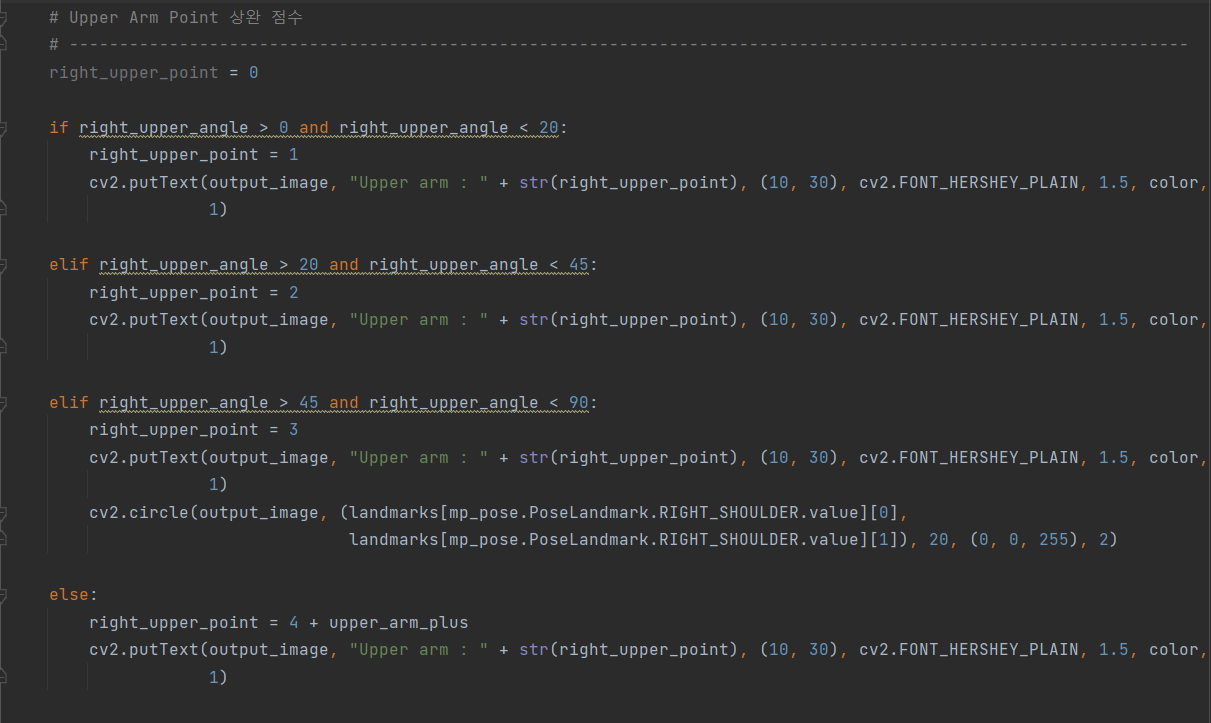 # Upper Arm Point 상완 점수
# ----------------------------------------------------------------------------------------------------------------
right_upper_point = 0
if right_upper_angle > 0 and right_upper_angle < 20:
    right_upper_point = 1
    cv2.putText(output_image, "Upper arm : " + str(right_upper_point), (10, 30), cv2.FONT_HERSHEY_PLAIN, 1.5, color,
                1)
elif right_upper_angle > 20 and right_upper_angle < 45:
    right_upper_point = 2
    cv2.putText(output_image, "Upper arm : " + str(right_upper_point), (10, 30), cv2.FONT_HERSHEY_PLAIN, 1.5, color,
                1)
elif right_upper_angle > 45 and right_upper_angle < 90:
    right_upper_point = 3
    cv2.putText(output_image, "Upper arm : " + str(right_upper_point), (10, 30), cv2.FONT_HERSHEY_PLAIN, 1.5, color,
                1)
    cv2.circle(output_image, (landmarks[mp_pose.PoseLandmark.RIGHT_SHOULDER.value][0],
                              landmarks[mp_pose.PoseLandmark.RIGHT_SHOULDER.value][1]), 20, (0, 0, 255), 2)
else:
    right_upper_point = 4 + upper_arm_plus
    cv2.putText(output_image, "Upper arm : " + str(right_upper_point), (10, 30), cv2.FONT_HERSHEY_PLAIN, 1.5, color,
                1)